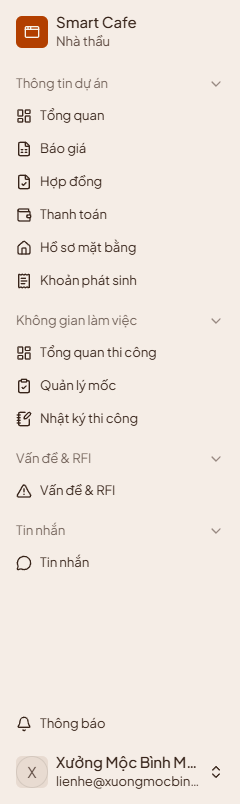 Smart Cafe
Nhà thầu
Thông tin dự án
Tổng quan
Báo giá
Hợp đồng
Thanh toán
Hồ sơ mặt bằng
Khoản phát sinh
Không gian làm việc
Tổng quan thi công
Quản lý mốc
Nhật ký thi công
Vấn đề & RFI
Vấn đề & RFI
Tin nhắn
Tin nhắn
Thông báo
X
Xưởng Mộc Bình M...
lienhe@xuongmocbin...